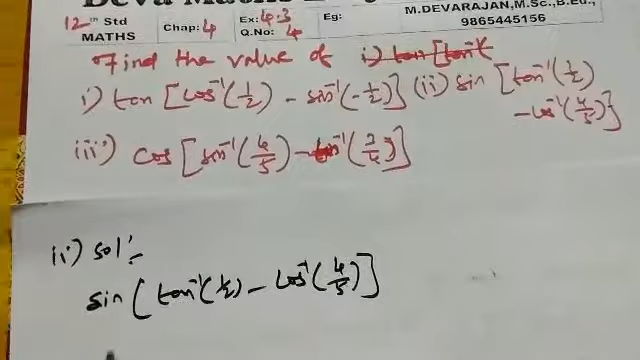 12th Std
MATHS
Chap: 4
Ex: 4.3
Q.No: 4
Eg:
M.DEVARAJAN,M.Sc.,B.Ed.,
9865445156
Find the value of
i) tan [cos⁻¹(1/2) - sin⁻¹(-1/2)] (ii) sin [tan⁻¹(1/2)
- cos⁻¹(4/5)]
iii) cos [sin⁻¹(4/5) - tan⁻¹(3/4)]
ii) sol:-
sin [tan⁻¹(1/2) - cos⁻¹(4/5)]